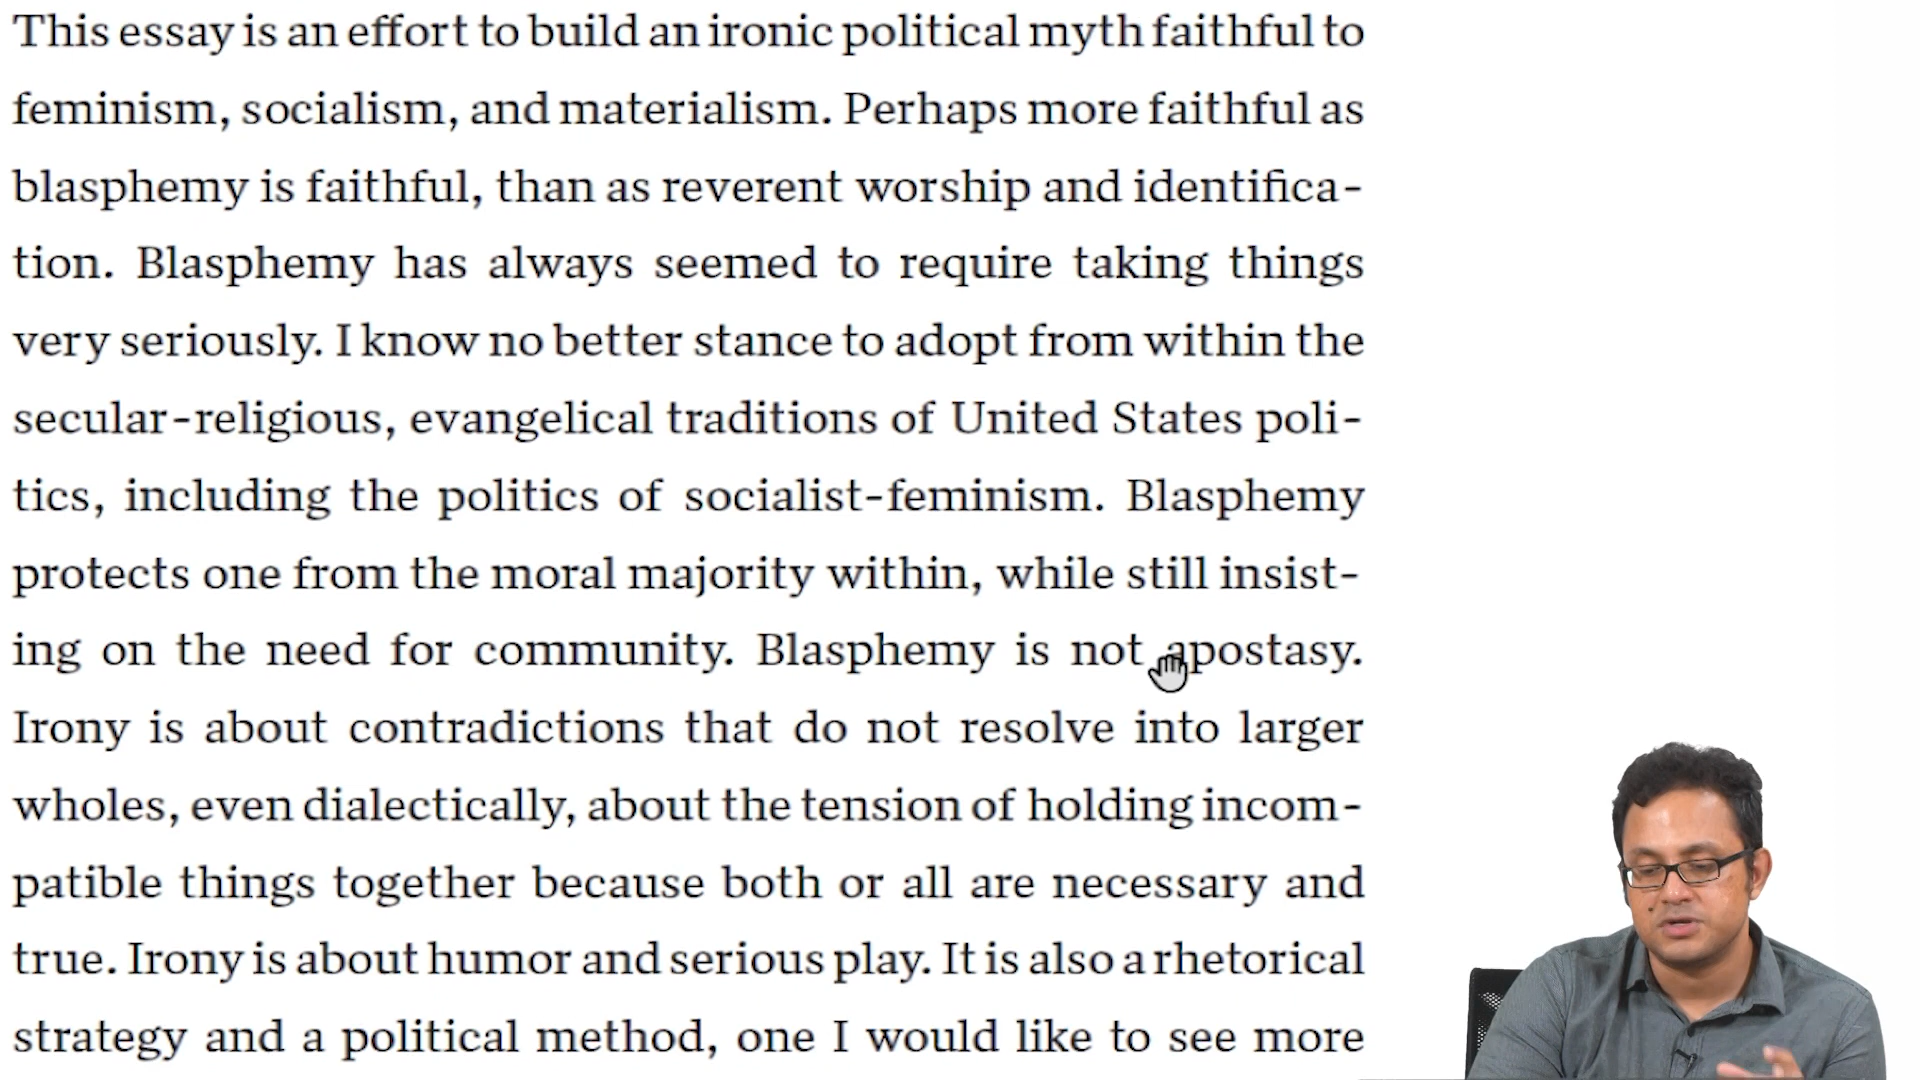 This essay is an effort to build an ironic political myth faithful to
feminism, socialism, and materialism. Perhaps more faithful as
blasphemy is faithful, than as reverent worship and identifica-
tion. Blasphemy has always seemed to require taking things
very seriously. I know no better stance to adopt from within the
secular-religious, evangelical traditions of United States poli-
tics, including the politics of socialist-feminism. Blasphemy
protects one from the moral majority within, while still insist-
ing on the need for community. Blasphemy is not apostasy.
Irony is about contradictions that do not resolve into larger
wholes, even dialectically, about the tension of holding incom-
patible things together because both or all are necessary and
true. Irony is about humor and serious play. It is also a rhetorical
strategy and a political method, one I would like to see more